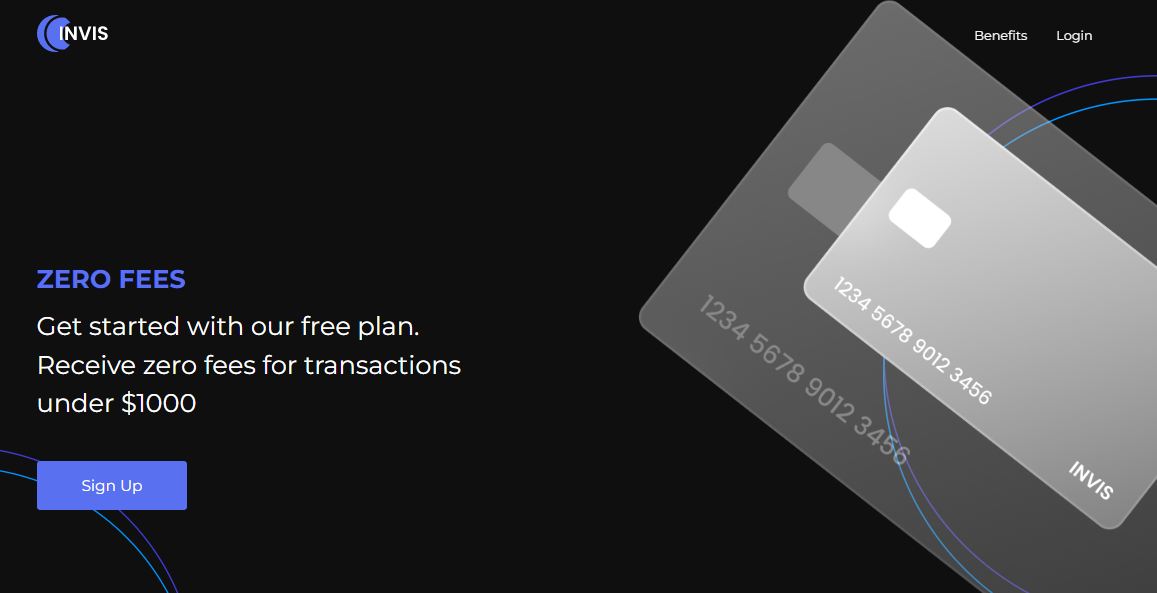 INVIS
Benefits
Login
ZERO FEES
Get started with our free plan.
Receive zero fees for transactions
under $1000
Sign Up
1234 5678 9012 3456
1234 5678 9012 3456
INVIS